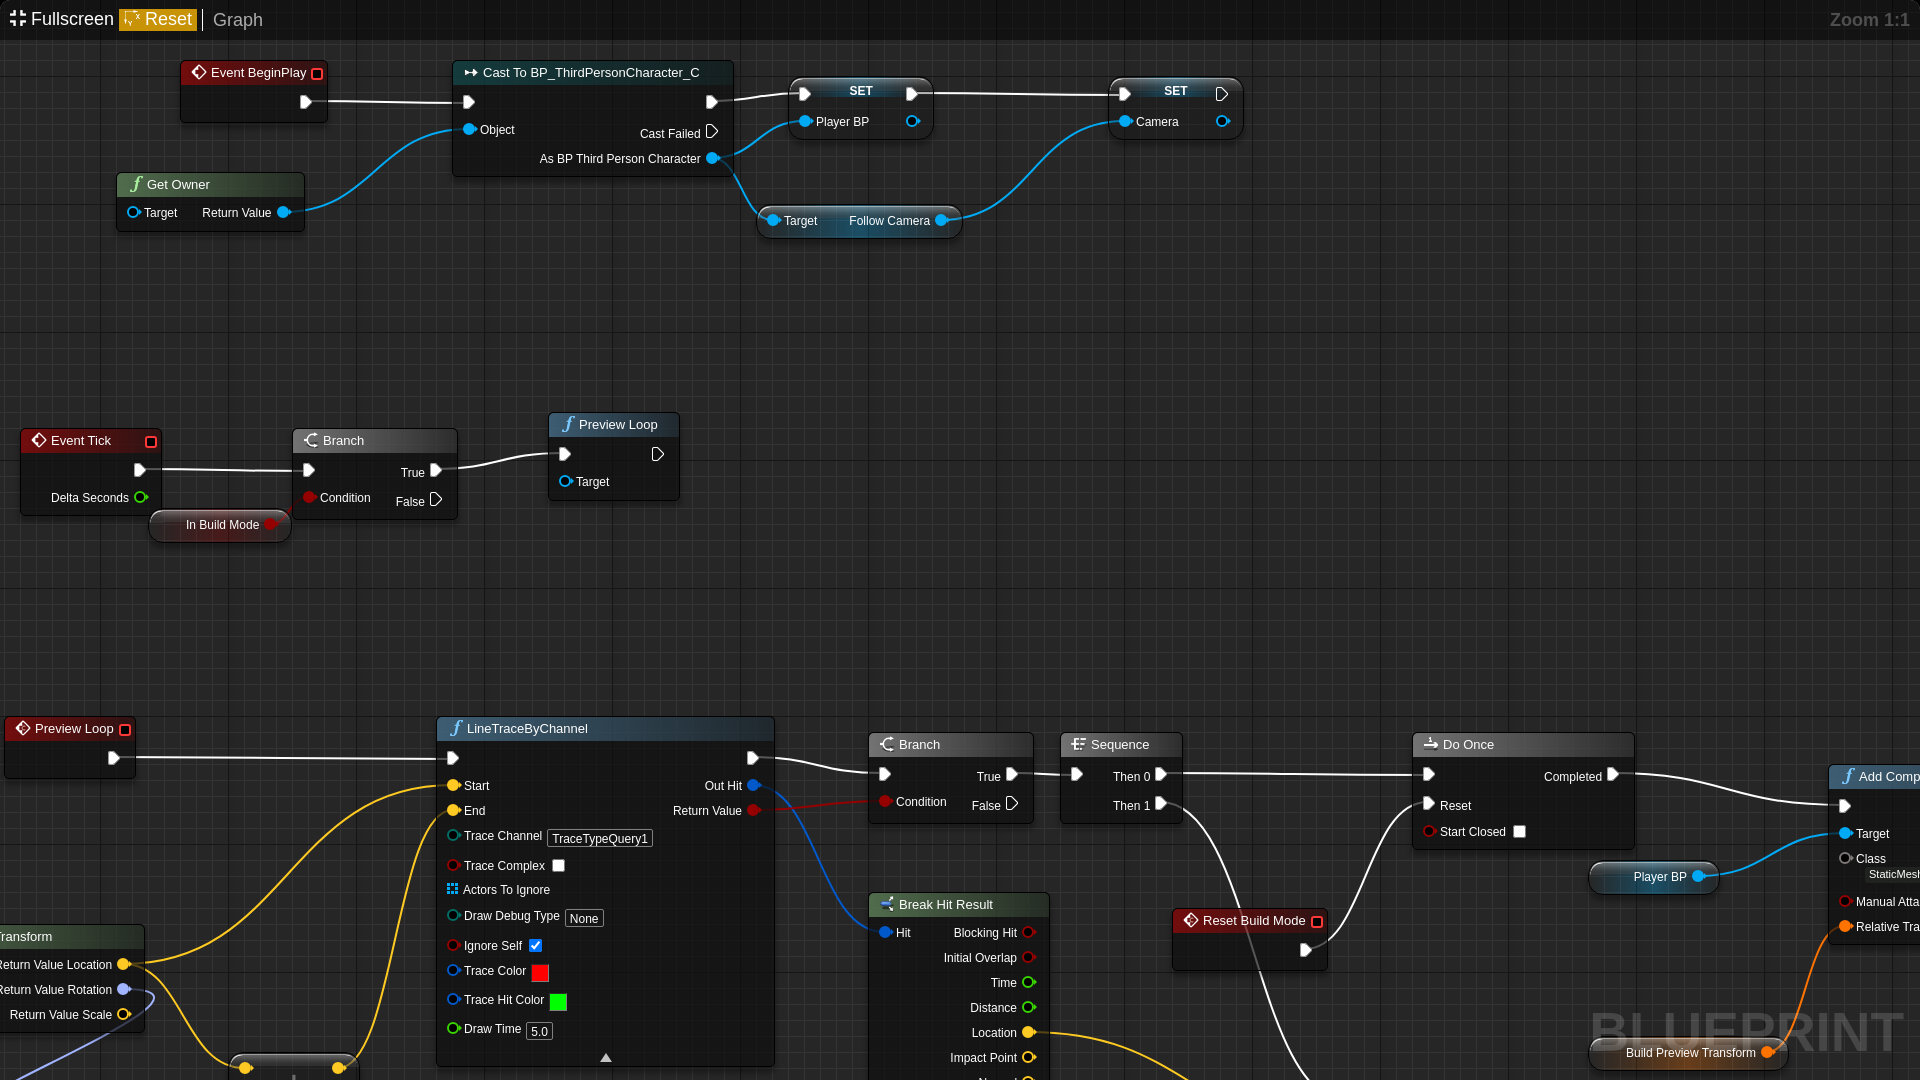 Fullscreen Reset Graph
Zoom 1:1
Event BeginPlay
Cast To BP_ThirdPersonCharacter_C
Object
Cast Failed
As BP Third Person Character
SET
Player BP
SET
Camera
Get Owner
Target Return Value
Target Follow Camera
Event Tick
Delta Seconds
Branch
True
Condition
False
In Build Mode
Preview Loop
Target
Preview Loop
LineTraceByChannel
Start
Out Hit
End
Return Value
Trace Channel TraceTypeQuery1
Trace Complex
Actors To Ignore
Draw Debug Type None
Ignore Self
Trace Color
Trace Hit Color
Draw Time 5.0
Branch
True
Condition
False
Sequence
Then 0
Then 1
Do Once
Completed
Reset
Start Closed
Add Comp
Target
Class
StaticMesh
Manual Atta
Relative Tra
Player BP
Reset Build Mode
Break Hit Result
Hit
Blocking Hit
Initial Overlap
Time
Distance
Location
Impact Point
Transform
Return Value Location
Return Value Rotation
Return Value Scale
BLUEPRINT
Build Preview Transform